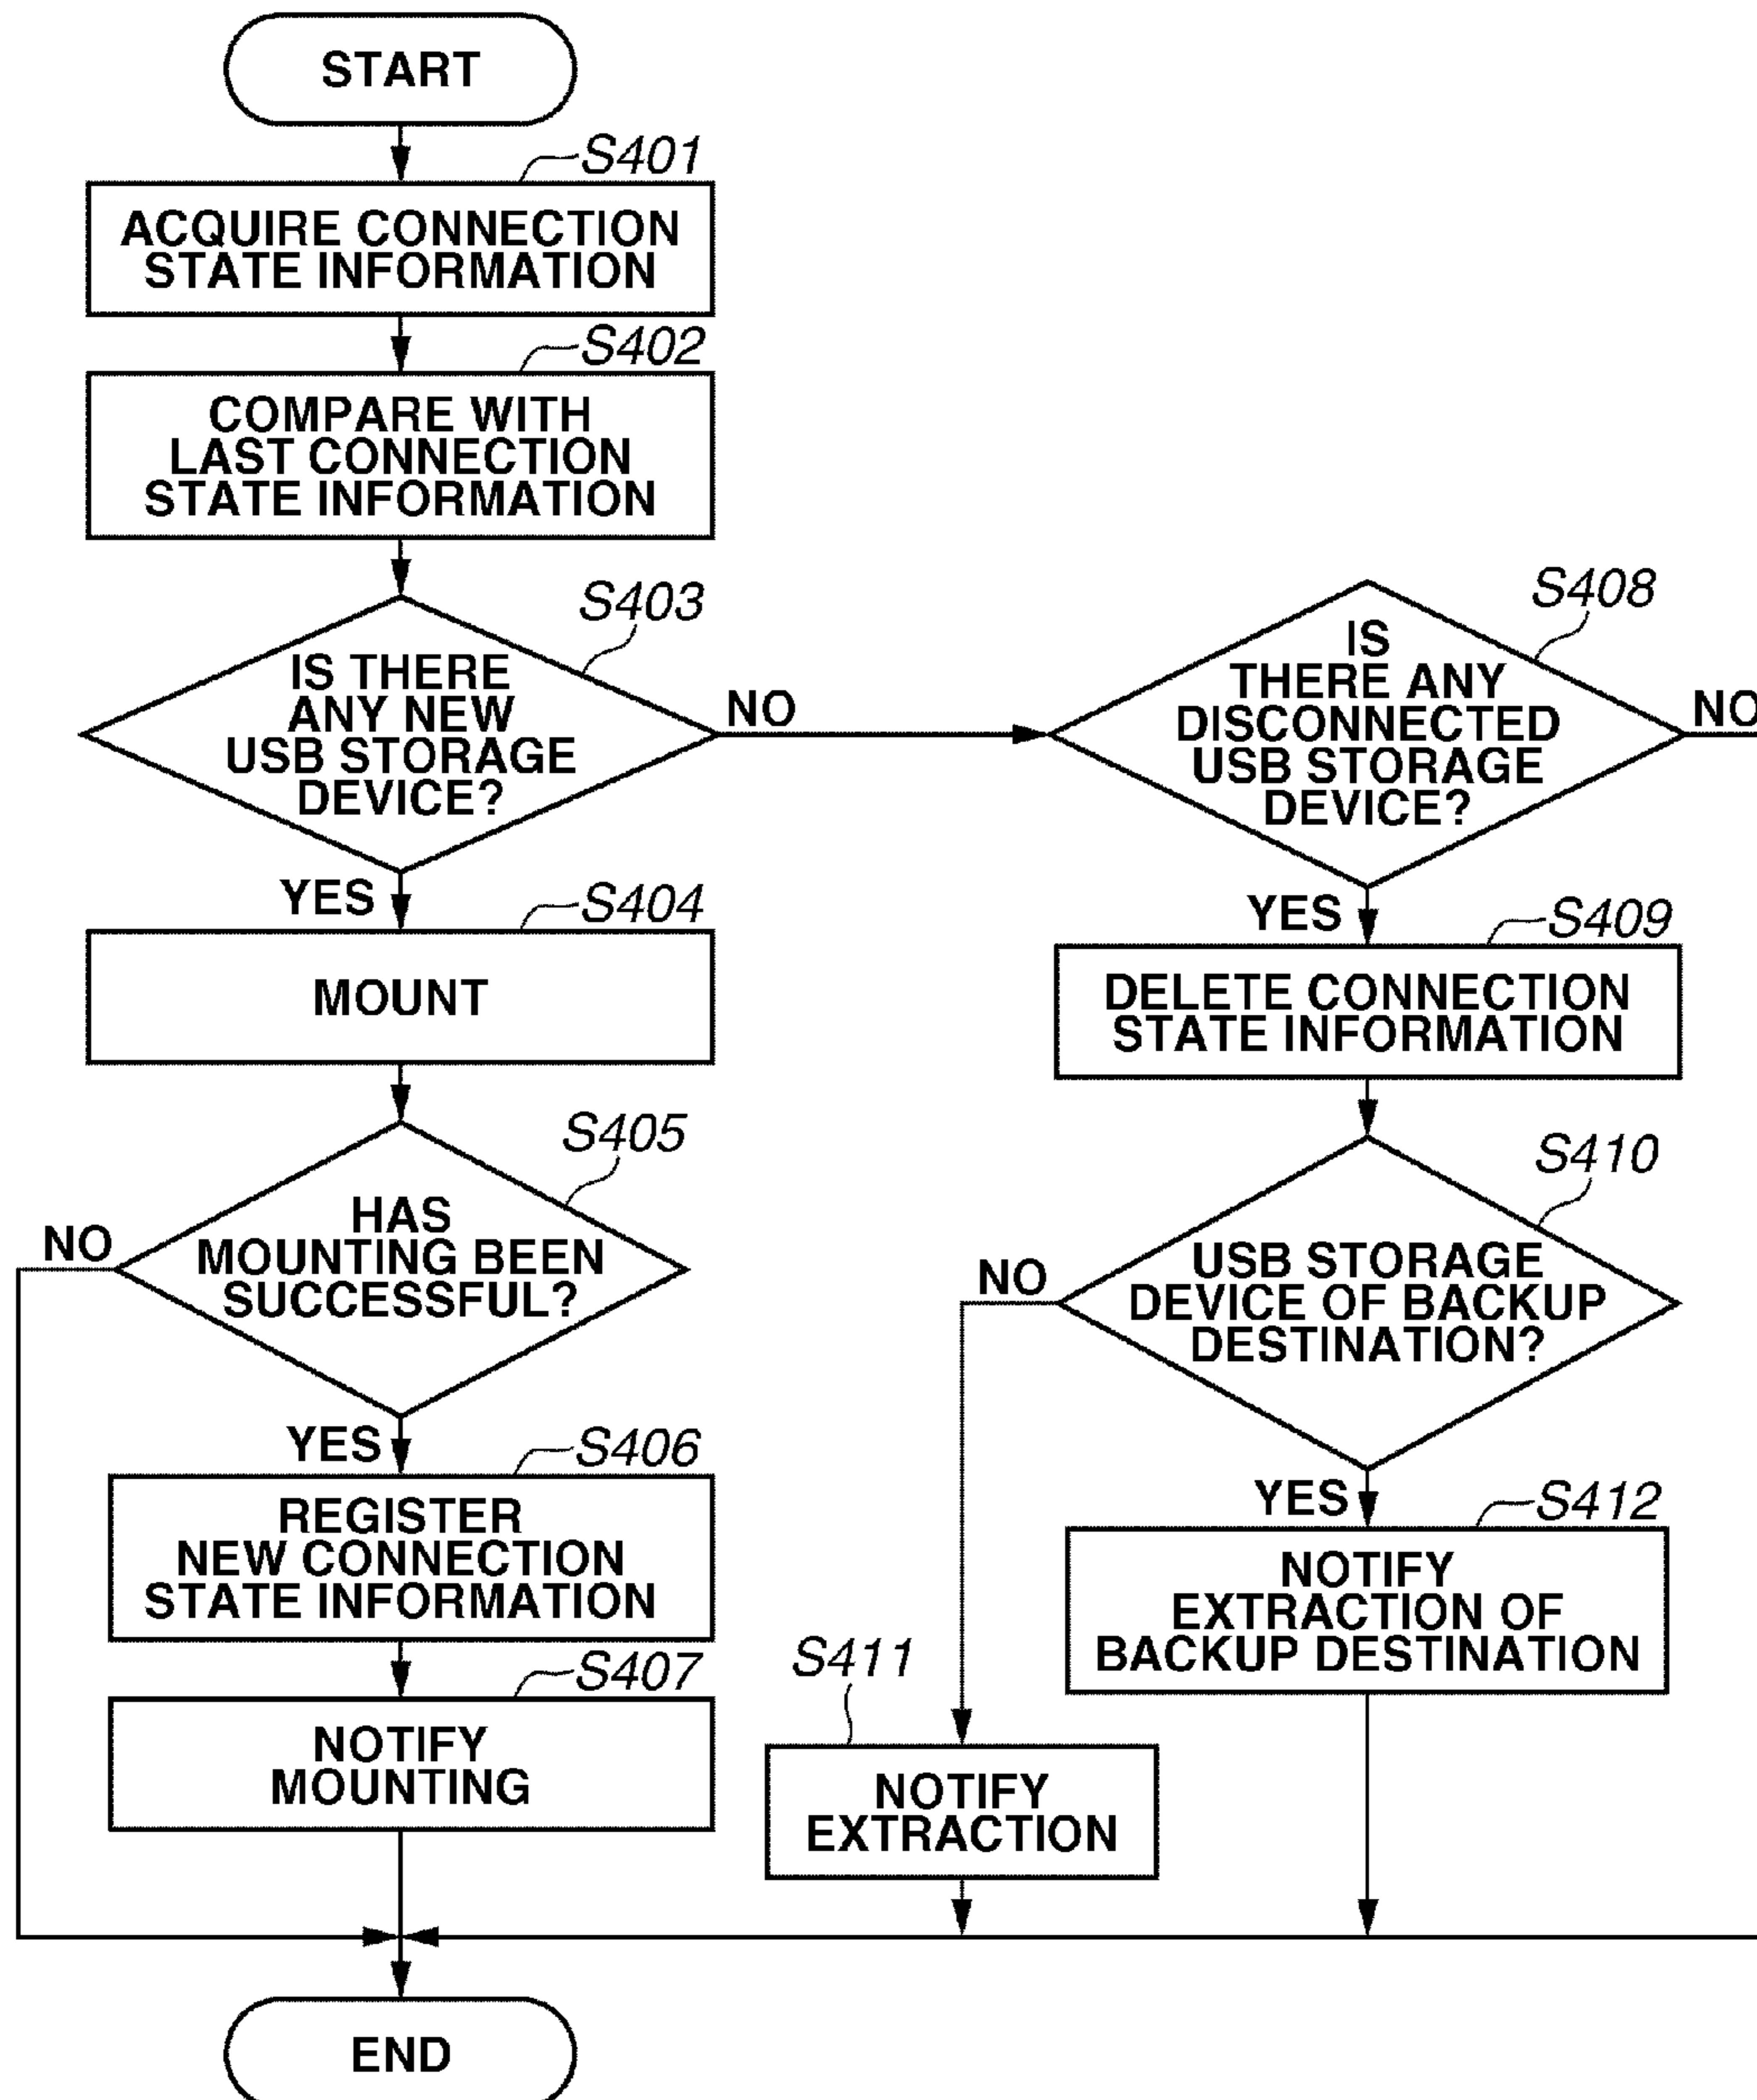 START
S401
ACQUIRE CONNECTION
STATE INFORMATION
S402
COMPARE WITH
LAST CONNECTION
STATE INFORMATION
S403
IS THERE
ANY NEW
USB STORAGE
DEVICE?
NO
YES
S404
MOUNT
S405
HAS
MOUNTING BEEN
SUCCESSFUL?
NO
YES
S406
REGISTER
NEW CONNECTION
STATE INFORMATION
S407
NOTIFY
MOUNTING
S408
IS
THERE ANY
DISCONNECTED
USB STORAGE
DEVICE?
NO
YES
S409
DELETE CONNECTION
STATE INFORMATION
S410
USB STORAGE
DEVICE OF BACKUP
DESTINATION?
NO
YES
S412
NOTIFY
EXTRACTION OF
BACKUP DESTINATION
S411
NOTIFY
EXTRACTION
END